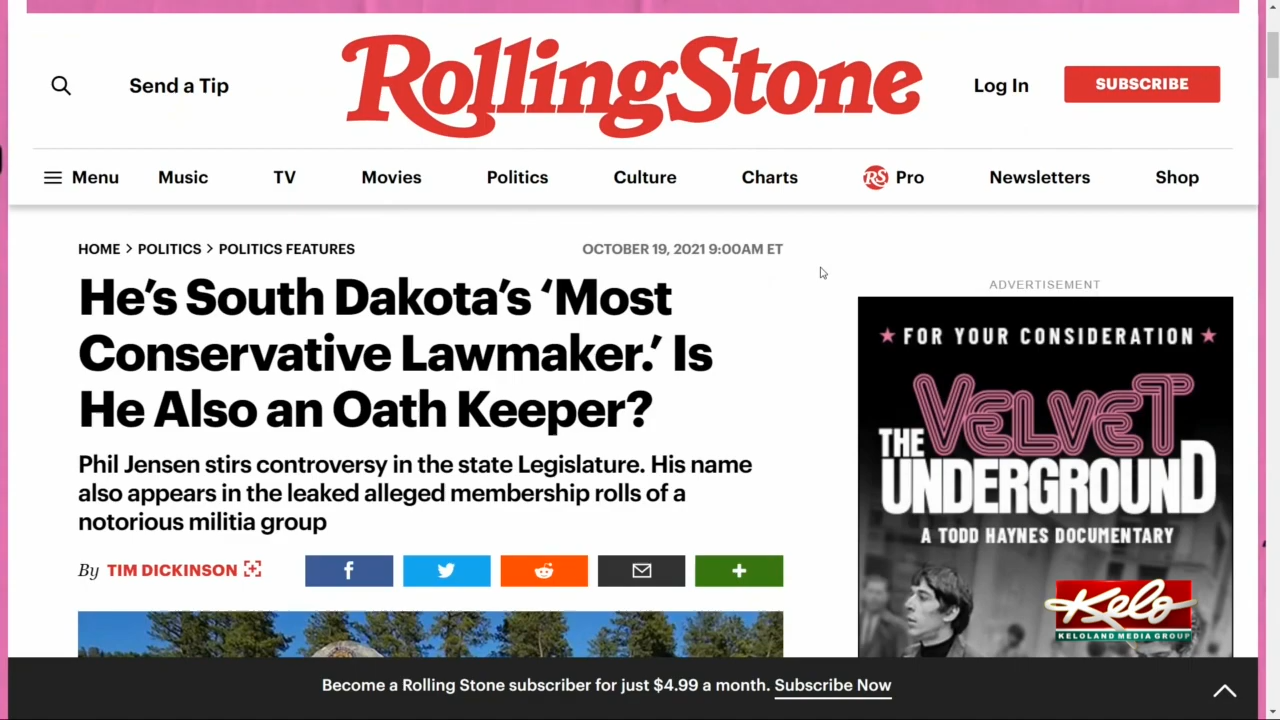 Send a Tip
RollingStone
Log In
SUBSCRIBE
Menu
Music
TV
Movies
Politics
Culture
Charts
RS Pro
Newsletters
Shop
HOME > POLITICS > POLITICS FEATURES
OCTOBER 19, 2021 9:00AM ET
He's South Dakota's 'Most
Conservative Lawmaker.' Is
He Also an Oath Keeper?
Phil Jensen stirs controversy in the state Legislature. His name
also appears in the leaked alleged membership rolls of a
notorious militia group
By TIM DICKINSON
ADVERTISEMENT
★ FOR YOUR CONSIDERATION ★
THE VELVET
UNDERGROUND
A TODD HAYNES DOCUMENTARY
Kelo
KELOLAND MEDIA GROUP
Become a Rolling Stone subscriber for just $4.99 a month. Subscribe Now